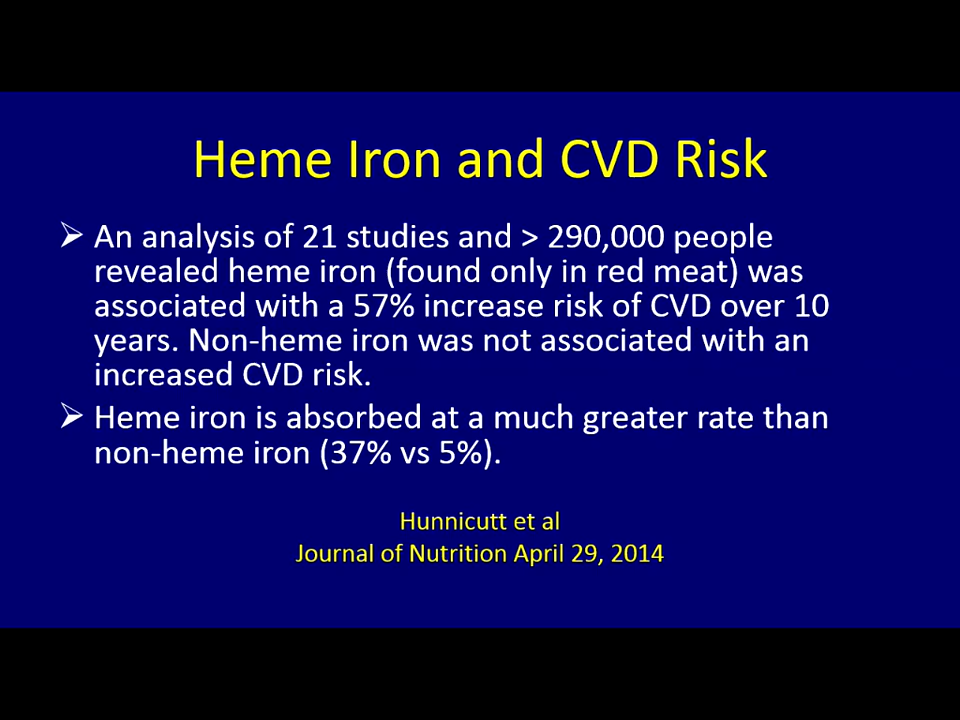 Heme Iron and CVD Risk
An analysis of 21 studies and > 290,000 people
revealed heme iron (found only in red meat) was
associated with a 57% increase risk of CVD over 10
years. Non-heme iron was not associated with an
increased CVD risk.
Heme iron is absorbed at a much greater rate than
non-heme iron (37% vs 5%).
Hunnicutt et al
Journal of Nutrition April 29, 2014